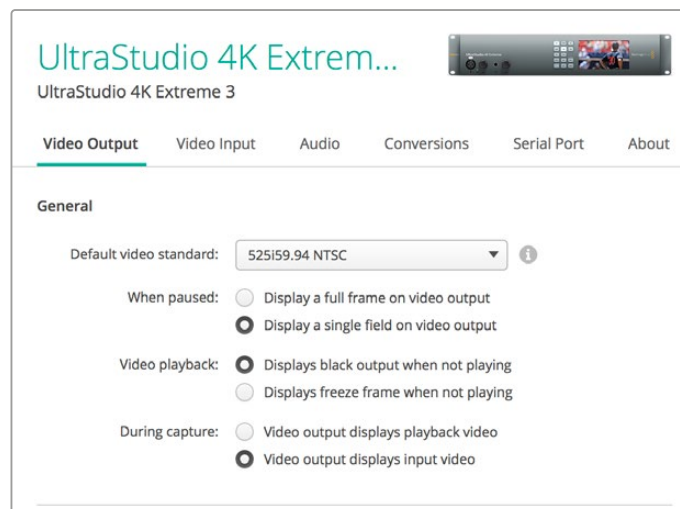 UltraStudio 4K Extrem...
UltraStudio 4K Extreme 3
Video Output Video Input Audio Conversions Serial Port About
General
Default video standard: 525i59.94 NTSC
When paused: Display a full frame on video output
Display a single field on video output
Video playback: Displays black output when not playing
Displays freeze frame when not playing
During capture: Video output displays playback video
Video output displays input video